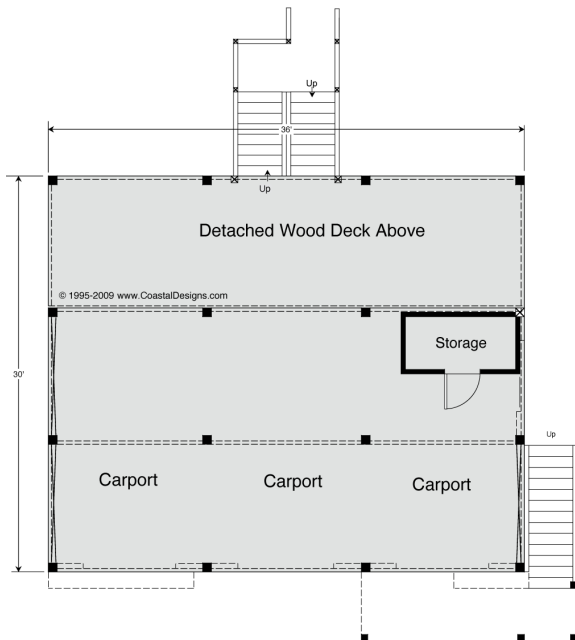 Up
36'
Up
Detached Wood Deck Above
© 1995-2009 www.CoastalDesigns.com
Storage
30'
Up
Carport
Carport
Carport